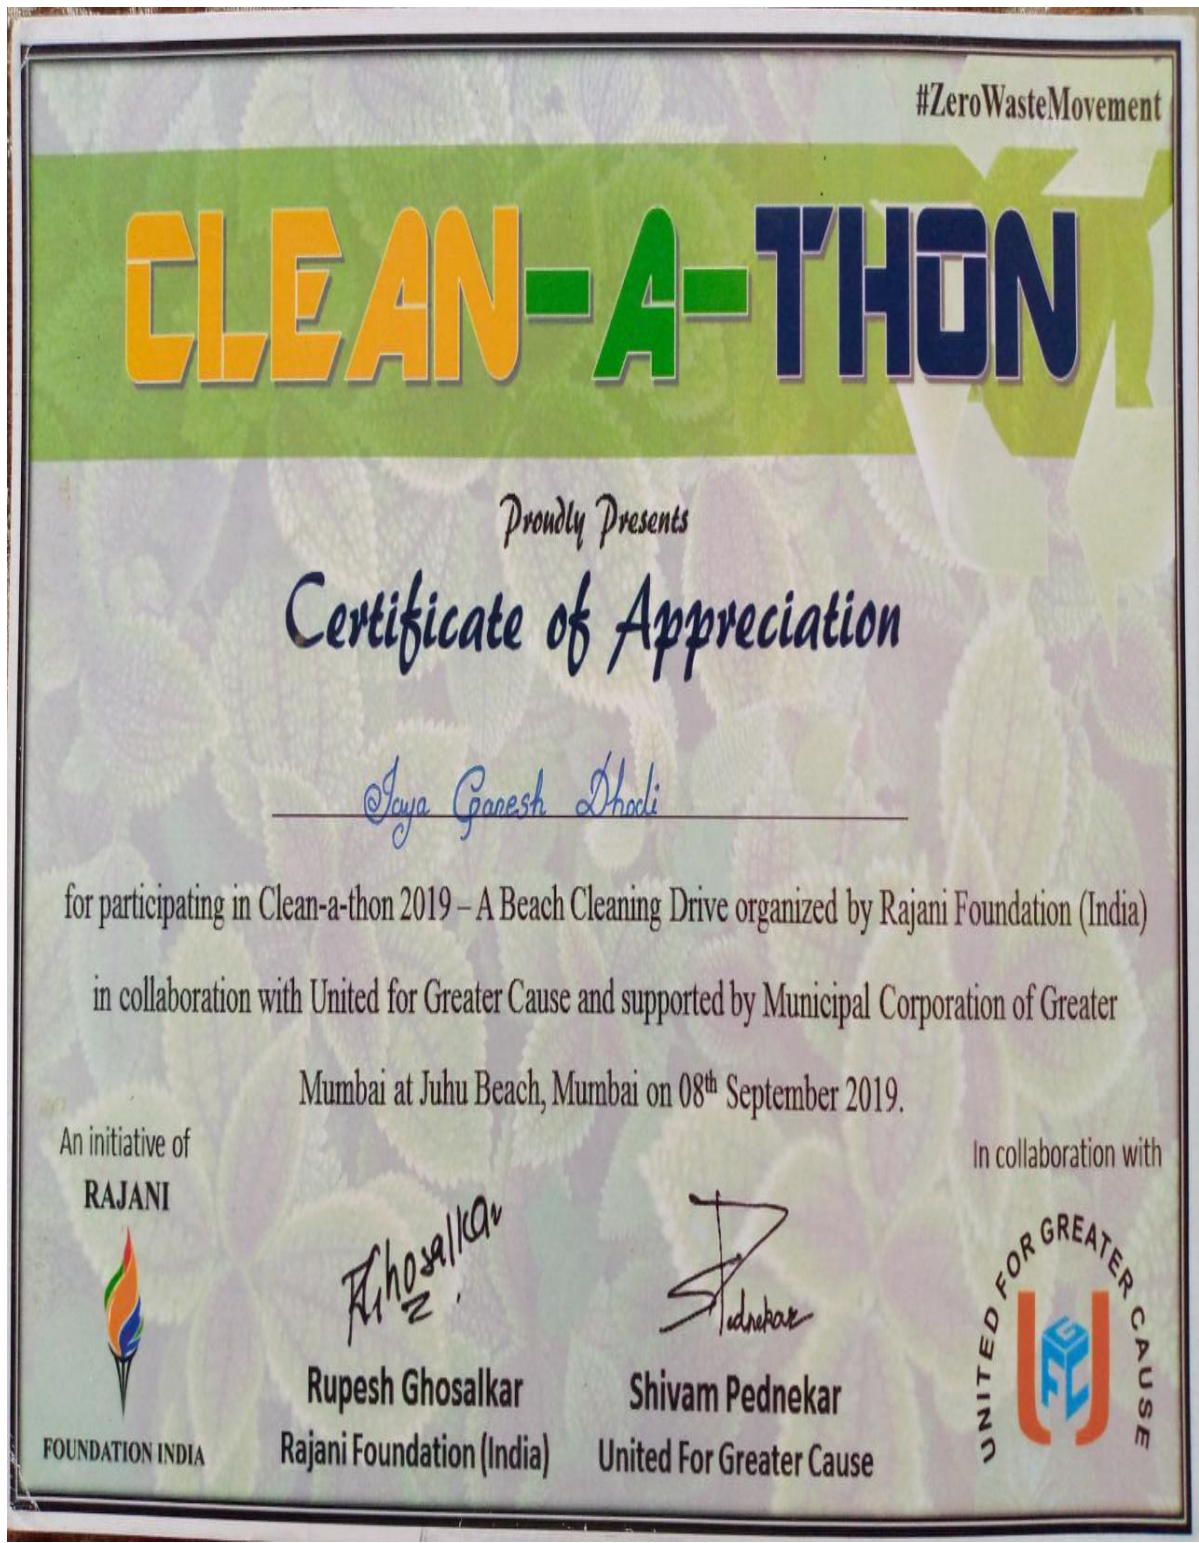 #ZeroWasteMovement
CLEAN-A-THON
Proudly Presents
Certificate of Appreciation
Jaya Ganesh Dhodi
for participating in Clean-a-thon 2019 – A Beach Cleaning Drive organized by Rajani Foundation (India)
in collaboration with United for Greater Cause and supported by Municipal Corporation of Greater
Mumbai at Juhu Beach, Mumbai on 08th September 2019.
An initiative of
RAJANI
FOUNDATION INDIA
RGhosalkar
Rupesh Ghosalkar
Rajani Foundation (India)
SPednekar
Shivam Pednekar
United For Greater Cause
In collaboration with
UNITED FOR GREATER CAUSE
U GFC